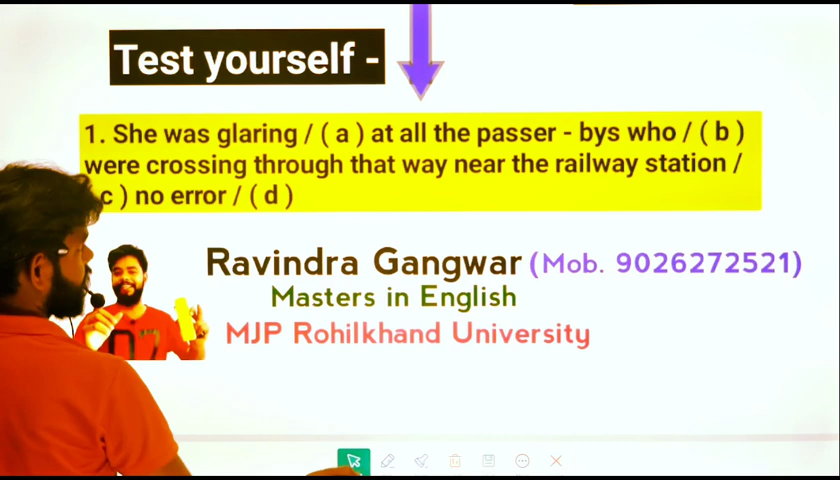 Test yourself -
1. She was glaring / ( a ) at all the passer - bys who / ( b )
were crossing through that way near the railway station /
c ) no error / ( d )
Ravindra Gangwar (Mob. 9026272521)
Masters in English
MJP Rohilkhand University
07